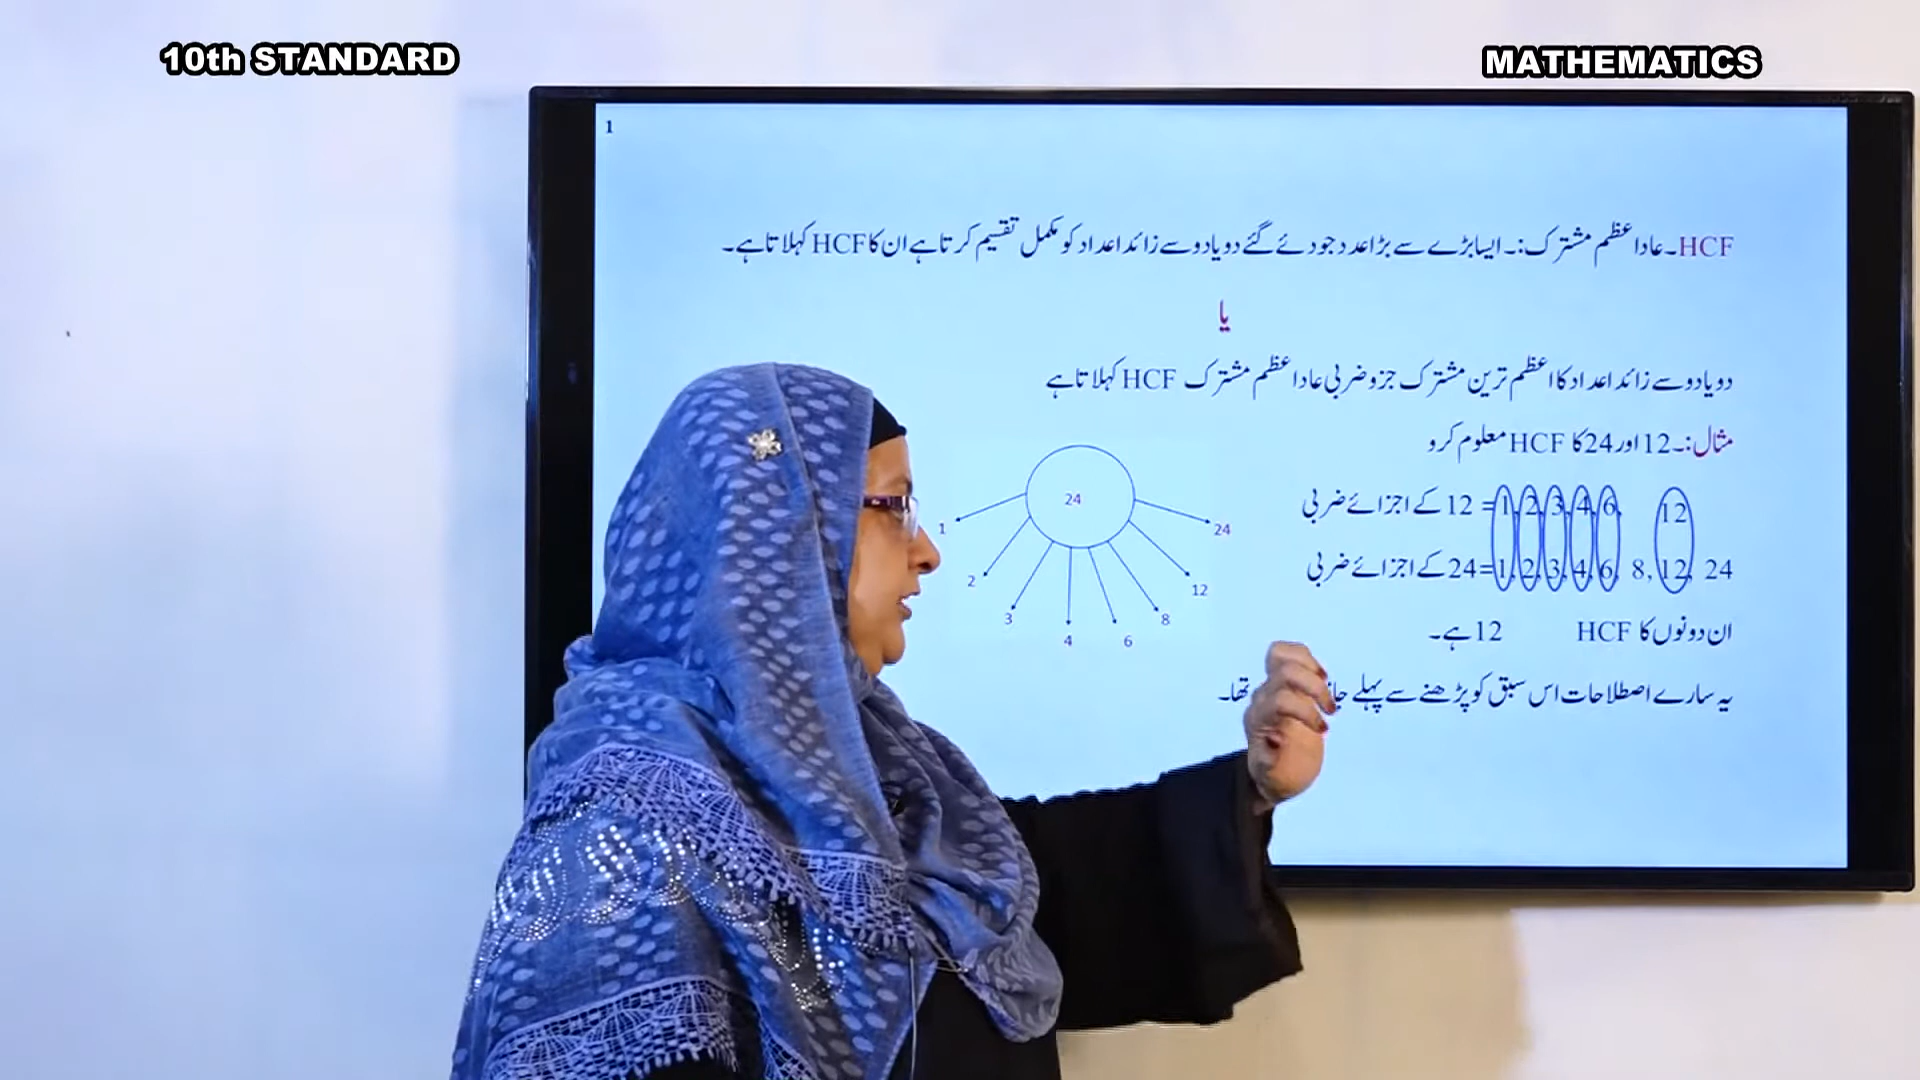 10th STANDARD
MATHEMATICS
1
HCF۔عاداعظم مشترک:۔ ایسا بڑے سے بڑا عدد جو دئے گئے دو یا دو سے زائد اعداد کو مکمل تقسیم کرتا ہے ان کا HCF کہلاتا ہے۔
یا
دو یا دو سے زائد اعداد کا اعظم ترین مشترک جزو ضربی عاداعظم مشترک HCF کہلاتا ہے
مثال:۔ 12 اور 24 کا HCF معلوم کرو
12 کے اجزائے ضربی = 1, 2, 3, 4, 6, 12
24 کے اجزائے ضربی = 1, 2, 3, 4, 6, 8, 12, 24
ان دونوں کا HCF 12 ہے۔
یہ سارے اصطلاحات اس سبق کو پڑھنے سے پہلے تھا۔
24
1
2
3
4
6
8
12
24